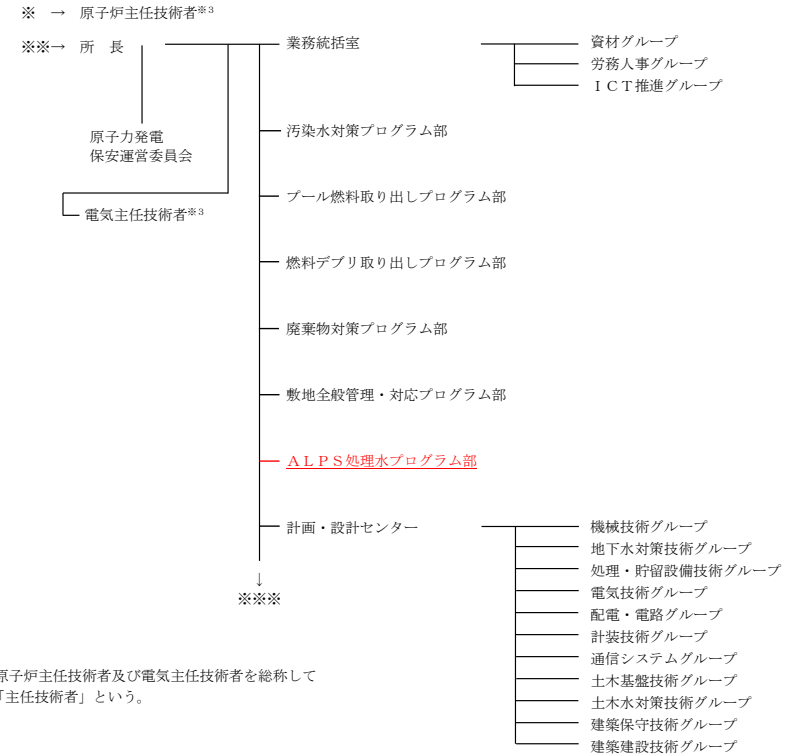 ※ → 原子炉主任技術者※3
※※→ 所 長
業務統括室
資材グループ
労務人事グループ
ＩＣＴ推進グループ
原子力発電
保安運営委員会
電気主任技術者※3
汚染水対策プログラム部
プール燃料取り出しプログラム部
燃料デブリ取り出しプログラム部
廃棄物対策プログラム部
敷地全般管理・対応プログラム部
ＡＬＰＳ処理水プログラム部
計画・設計センター
機械技術グループ
地下水対策技術グループ
処理・貯留設備技術グループ
電気技術グループ
配電・電路グループ
計装技術グループ
通信システムグループ
土木基盤技術グループ
土木水対策技術グループ
建築保守技術グループ
建築建設技術グループ
↓
※※※
原子炉主任技術者及び電気主任技術者を総称して
「主任技術者」という。